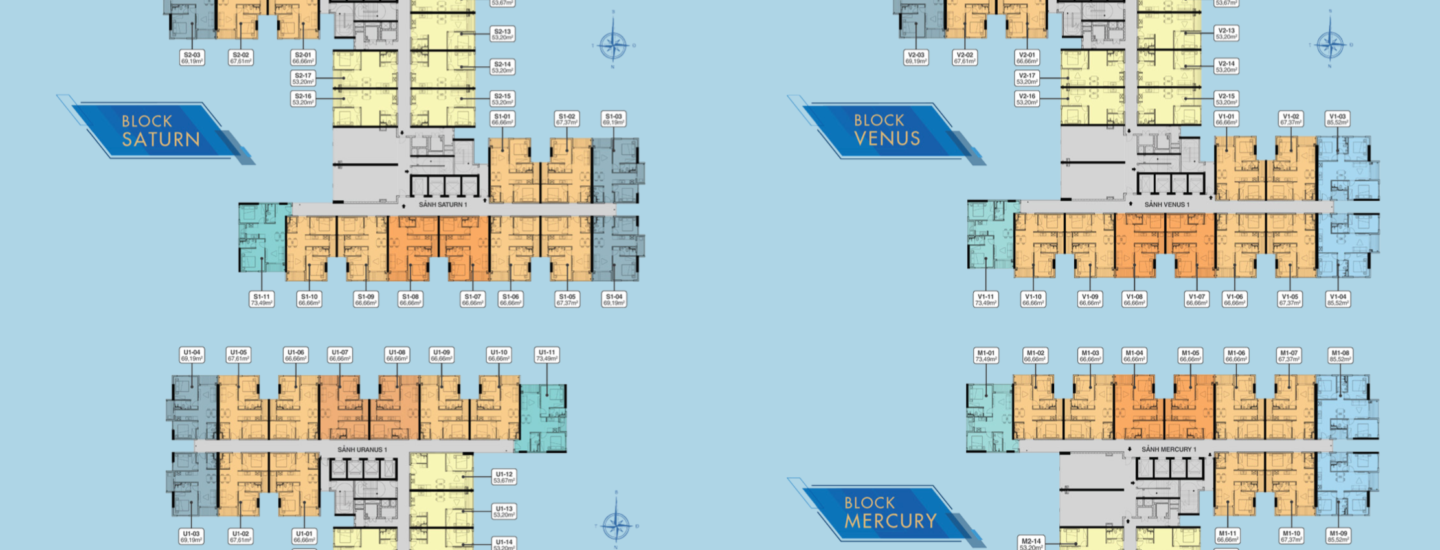 53,67m²
S2-13
53,20m²
S2-03
69,19m²
S2-02
67,61m²
S2-01
66,66m²
S2-14
53,20m²
S2-17
53,20m²
S2-16
53,20m²
S2-15
53,20m²
BLOCK
SATURN
S1-01
66,66m²
S1-02
67,37m²
S1-03
69,19m²
SẢNH SATURN 1
S1-11
73,49m²
S1-10
66,66m²
S1-09
66,66m²
S1-08
66,66m²
S1-07
66,66m²
S1-06
66,66m²
S1-05
67,37m²
S1-04
69,19m²
53,67m²
V2-13
53,20m²
V2-03
69,19m²
V2-02
67,61m²
V2-01
66,66m²
V2-14
53,20m²
V2-17
53,20m²
V2-16
53,20m²
V2-15
53,20m²
BLOCK
VENUS
V1-01
66,66m²
V1-02
67,37m²
V1-03
85,52m²
SẢNH VENUS 1
V1-11
73,49m²
V1-10
66,66m²
V1-09
66,66m²
V1-08
66,66m²
V1-07
66,66m²
V1-06
66,66m²
V1-05
67,37m²
V1-04
85,52m²
U1-04
69,19m²
U1-05
67,61m²
U1-06
66,66m²
U1-07
66,66m²
U1-08
66,66m²
U1-09
66,66m²
U1-10
66,66m²
U1-11
73,49m²
SẢNH URANUS 1
U1-12
53,67m²
U1-13
53,20m²
U1-03
69,19m²
U1-02
67,61m²
U1-01
66,66m²
U1-14
53,20m²
M1-01
73,49m²
M1-02
66,66m²
M1-03
66,66m²
M1-04
66,66m²
M1-05
66,66m²
M1-06
66,66m²
M1-07
67,37m²
M1-08
85,52m²
SẢNH MERCURY 1
BLOCK
MERCURY
M1-11
66,66m²
M1-10
67,37m²
M1-09
85,52m²
M2-14
53,20m²